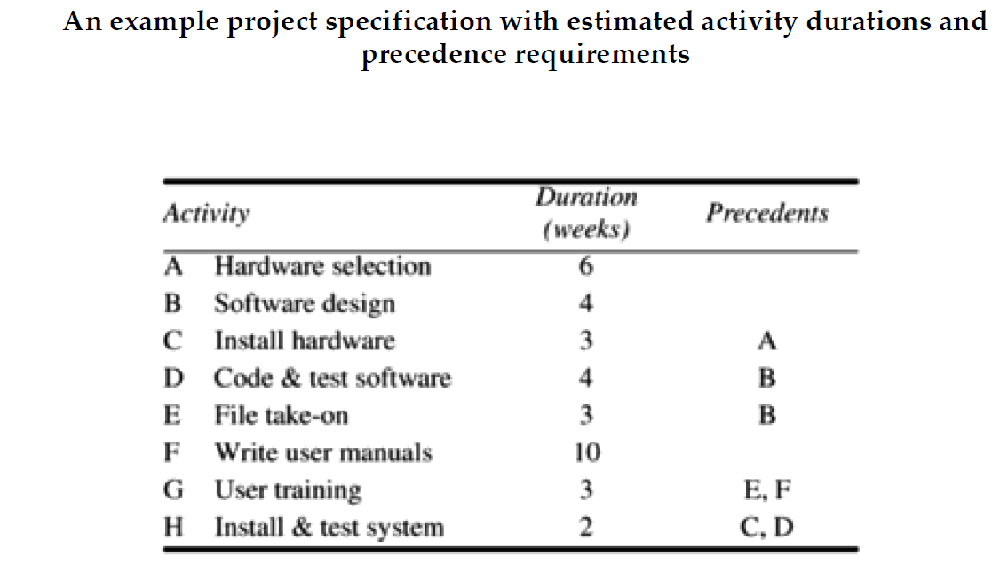 An example project specification with estimated activity durations and
precedence requirements
Activity Duration (weeks) Precedents
A Hardware selection 6
B Software design 4
C Install hardware 3 A
D Code & test software 4 B
E File take-on 3 B
F Write user manuals 10
G User training 3 E, F
H Install & test system 2 C, D